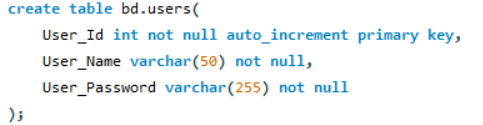 create table bd.users(
    User_Id int not null auto_increment primary key,
    User_Name varchar(50) not null,
    User_Password varchar(255) not null
);